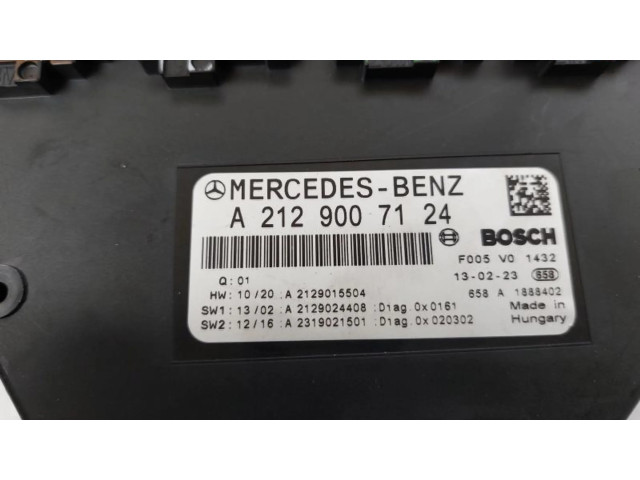 MERCEDES-BENZ
A 212 900 71 24
BOSCH
F005 V0 1432
Q: 01
13-02-23 658
HW: 10/20 A 2129015504
658 A 1888402
SW1: 13/02 A 2129024408 :Diag.0x0161
Made in
SW2: 12/16 A 2319021501 :Diag.0x020302
Hungary